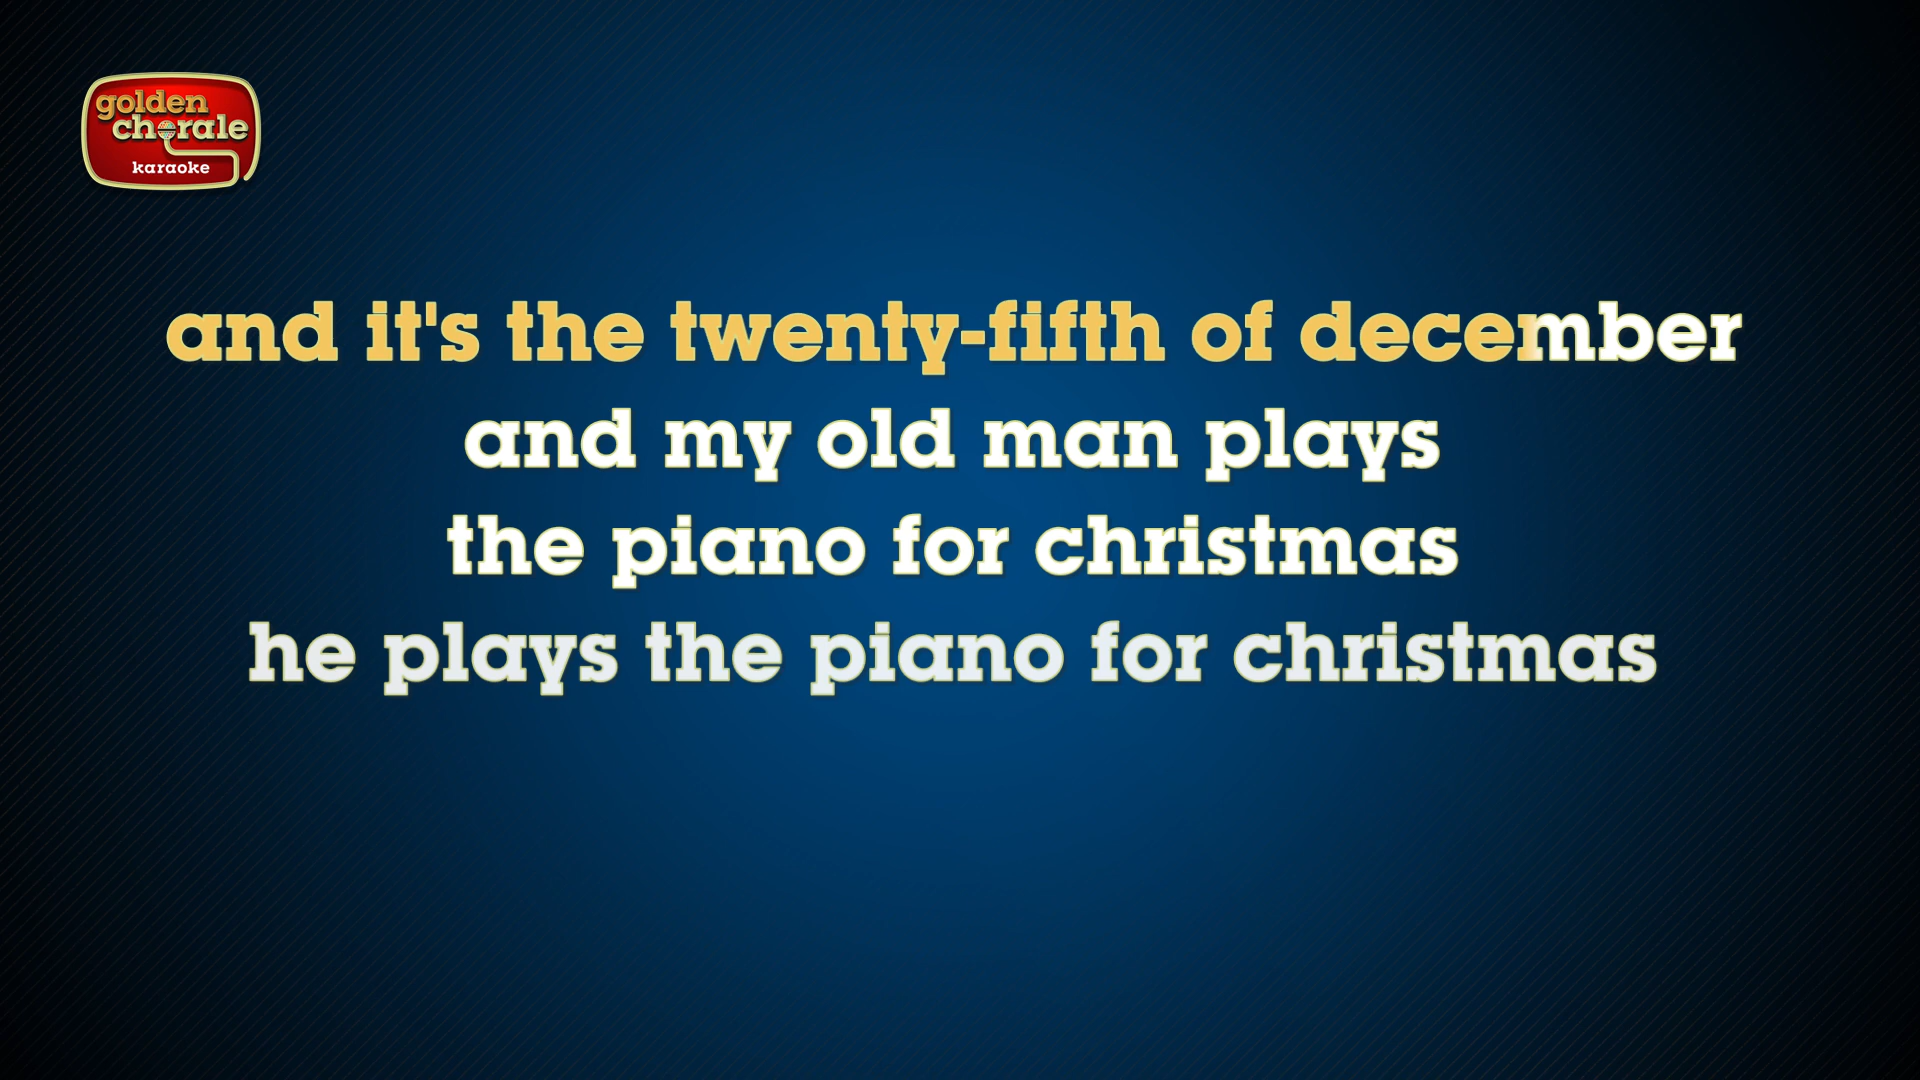 golden
chorale
karaoke
and it's the twenty-fifth of december
and my old man plays
the piano for christmas
he plays the piano for christmas